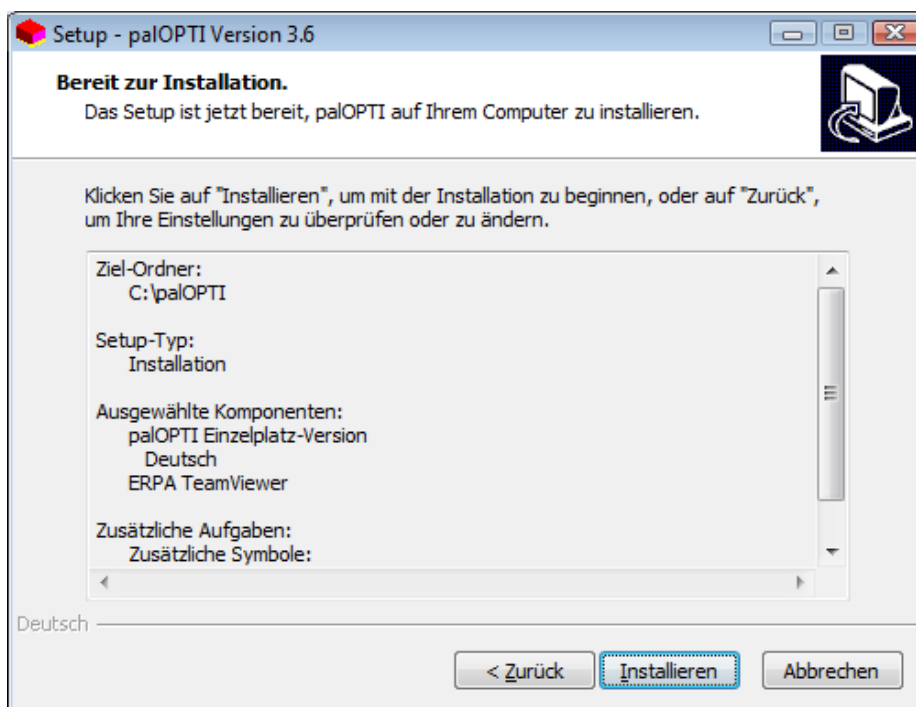 Setup - palOPTI Version 3.6
Bereit zur Installation.
Das Setup ist jetzt bereit, palOPTI auf Ihrem Computer zu installieren.
Klicken Sie auf "Installieren", um mit der Installation zu beginnen, oder auf "Zurück",
um Ihre Einstellungen zu überprüfen oder zu ändern.
Ziel-Ordner:
C:\palOPTI
Setup-Typ:
Installation
Ausgewählte Komponenten:
palOPTI Einzelplatz-Version
Deutsch
ERPA TeamViewer
Zusätzliche Aufgaben:
Zusätzliche Symbole:
Deutsch
< Zurück Installieren Abbrechen